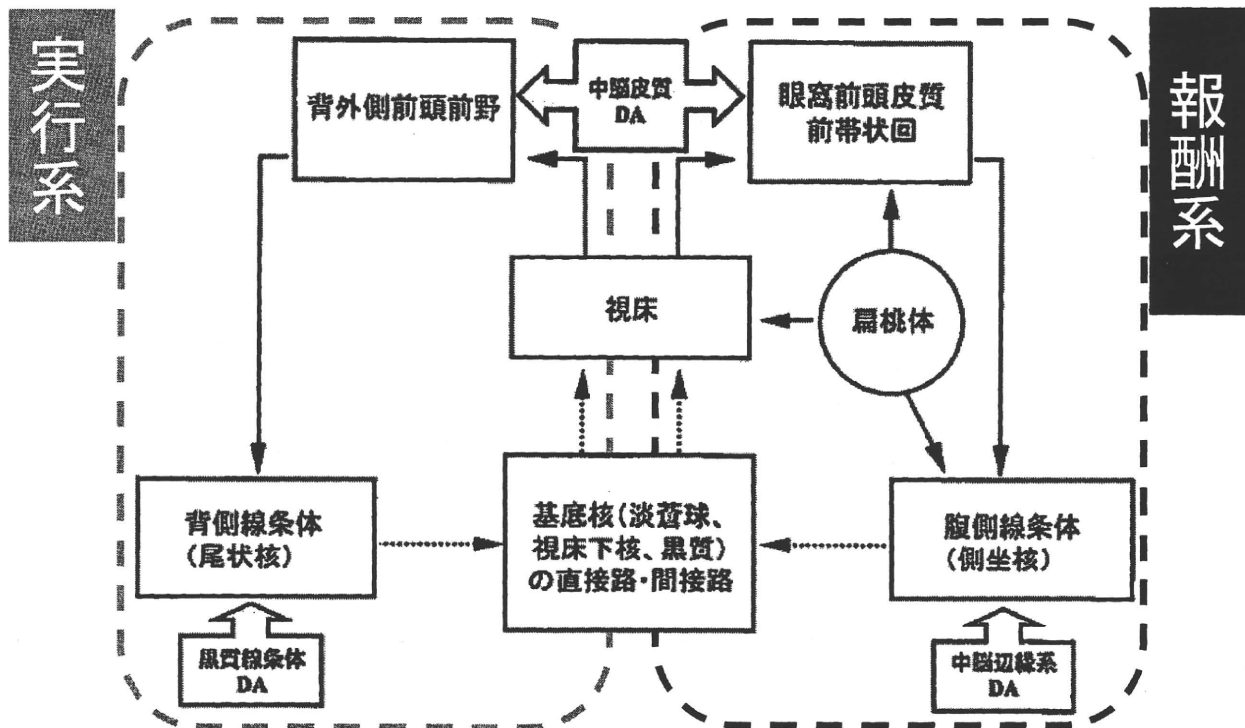 実行系
報酬系
背外側前頭前野
中脳皮質
DA
眼窩前頭皮質
前帯状回
視床
扁桃体
背側線条体
(尾状核)
基底核(淡蒼球、
視床下核、黒質)
の直接路・間接路
腹側線条体
(側坐核)
黒質線条体
DA
中脳辺縁系
DA